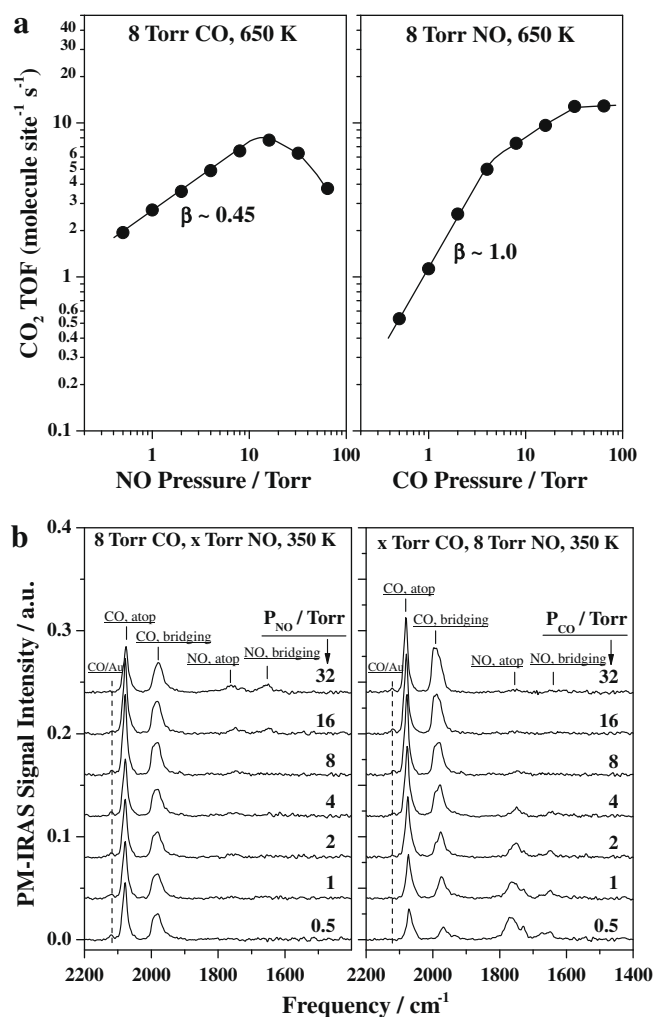 a
8 Torr CO, 650 K
8 Torr NO, 650 K
CO₂ TOF (molecule site⁻¹ s⁻¹)
40
30
20
10
8
6
5
4
3
2
1
0.6
0.5
0.4
0.3
0.2
0.1
β ~ 0.45
β ~ 1.0
1 10 100
1 10 100
NO Pressure / Torr
CO Pressure / Torr
b
8 Torr CO, x Torr NO, 350 K
x Torr CO, 8 Torr NO, 350 K
PM-IRAS Signal Intensity / a.u.
0.4
0.3
0.2
0.1
0.0
CO, atop
CO, bridging
CO/Au
NO, atop
NO, bridging
P_NO / Torr
32
16
8
4
2
1
0.5
CO, atop
CO, bridging
CO/Au
NO, atop
NO, bridging
P_CO / Torr
32
16
8
4
2
1
0.5
2200 2000 1800 1600
2200 2000 1800 1600 1400
Frequency / cm⁻¹